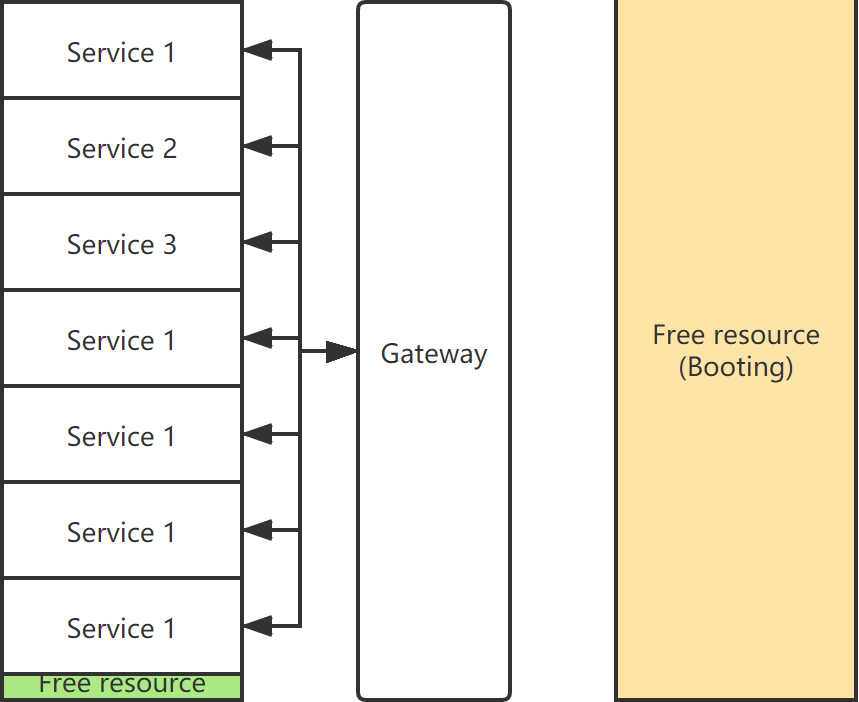 Service 1
Service 2
Service 3
Service 1
Service 1
Service 1
Service 1
Free resource
Gateway
Free resource
(Booting)